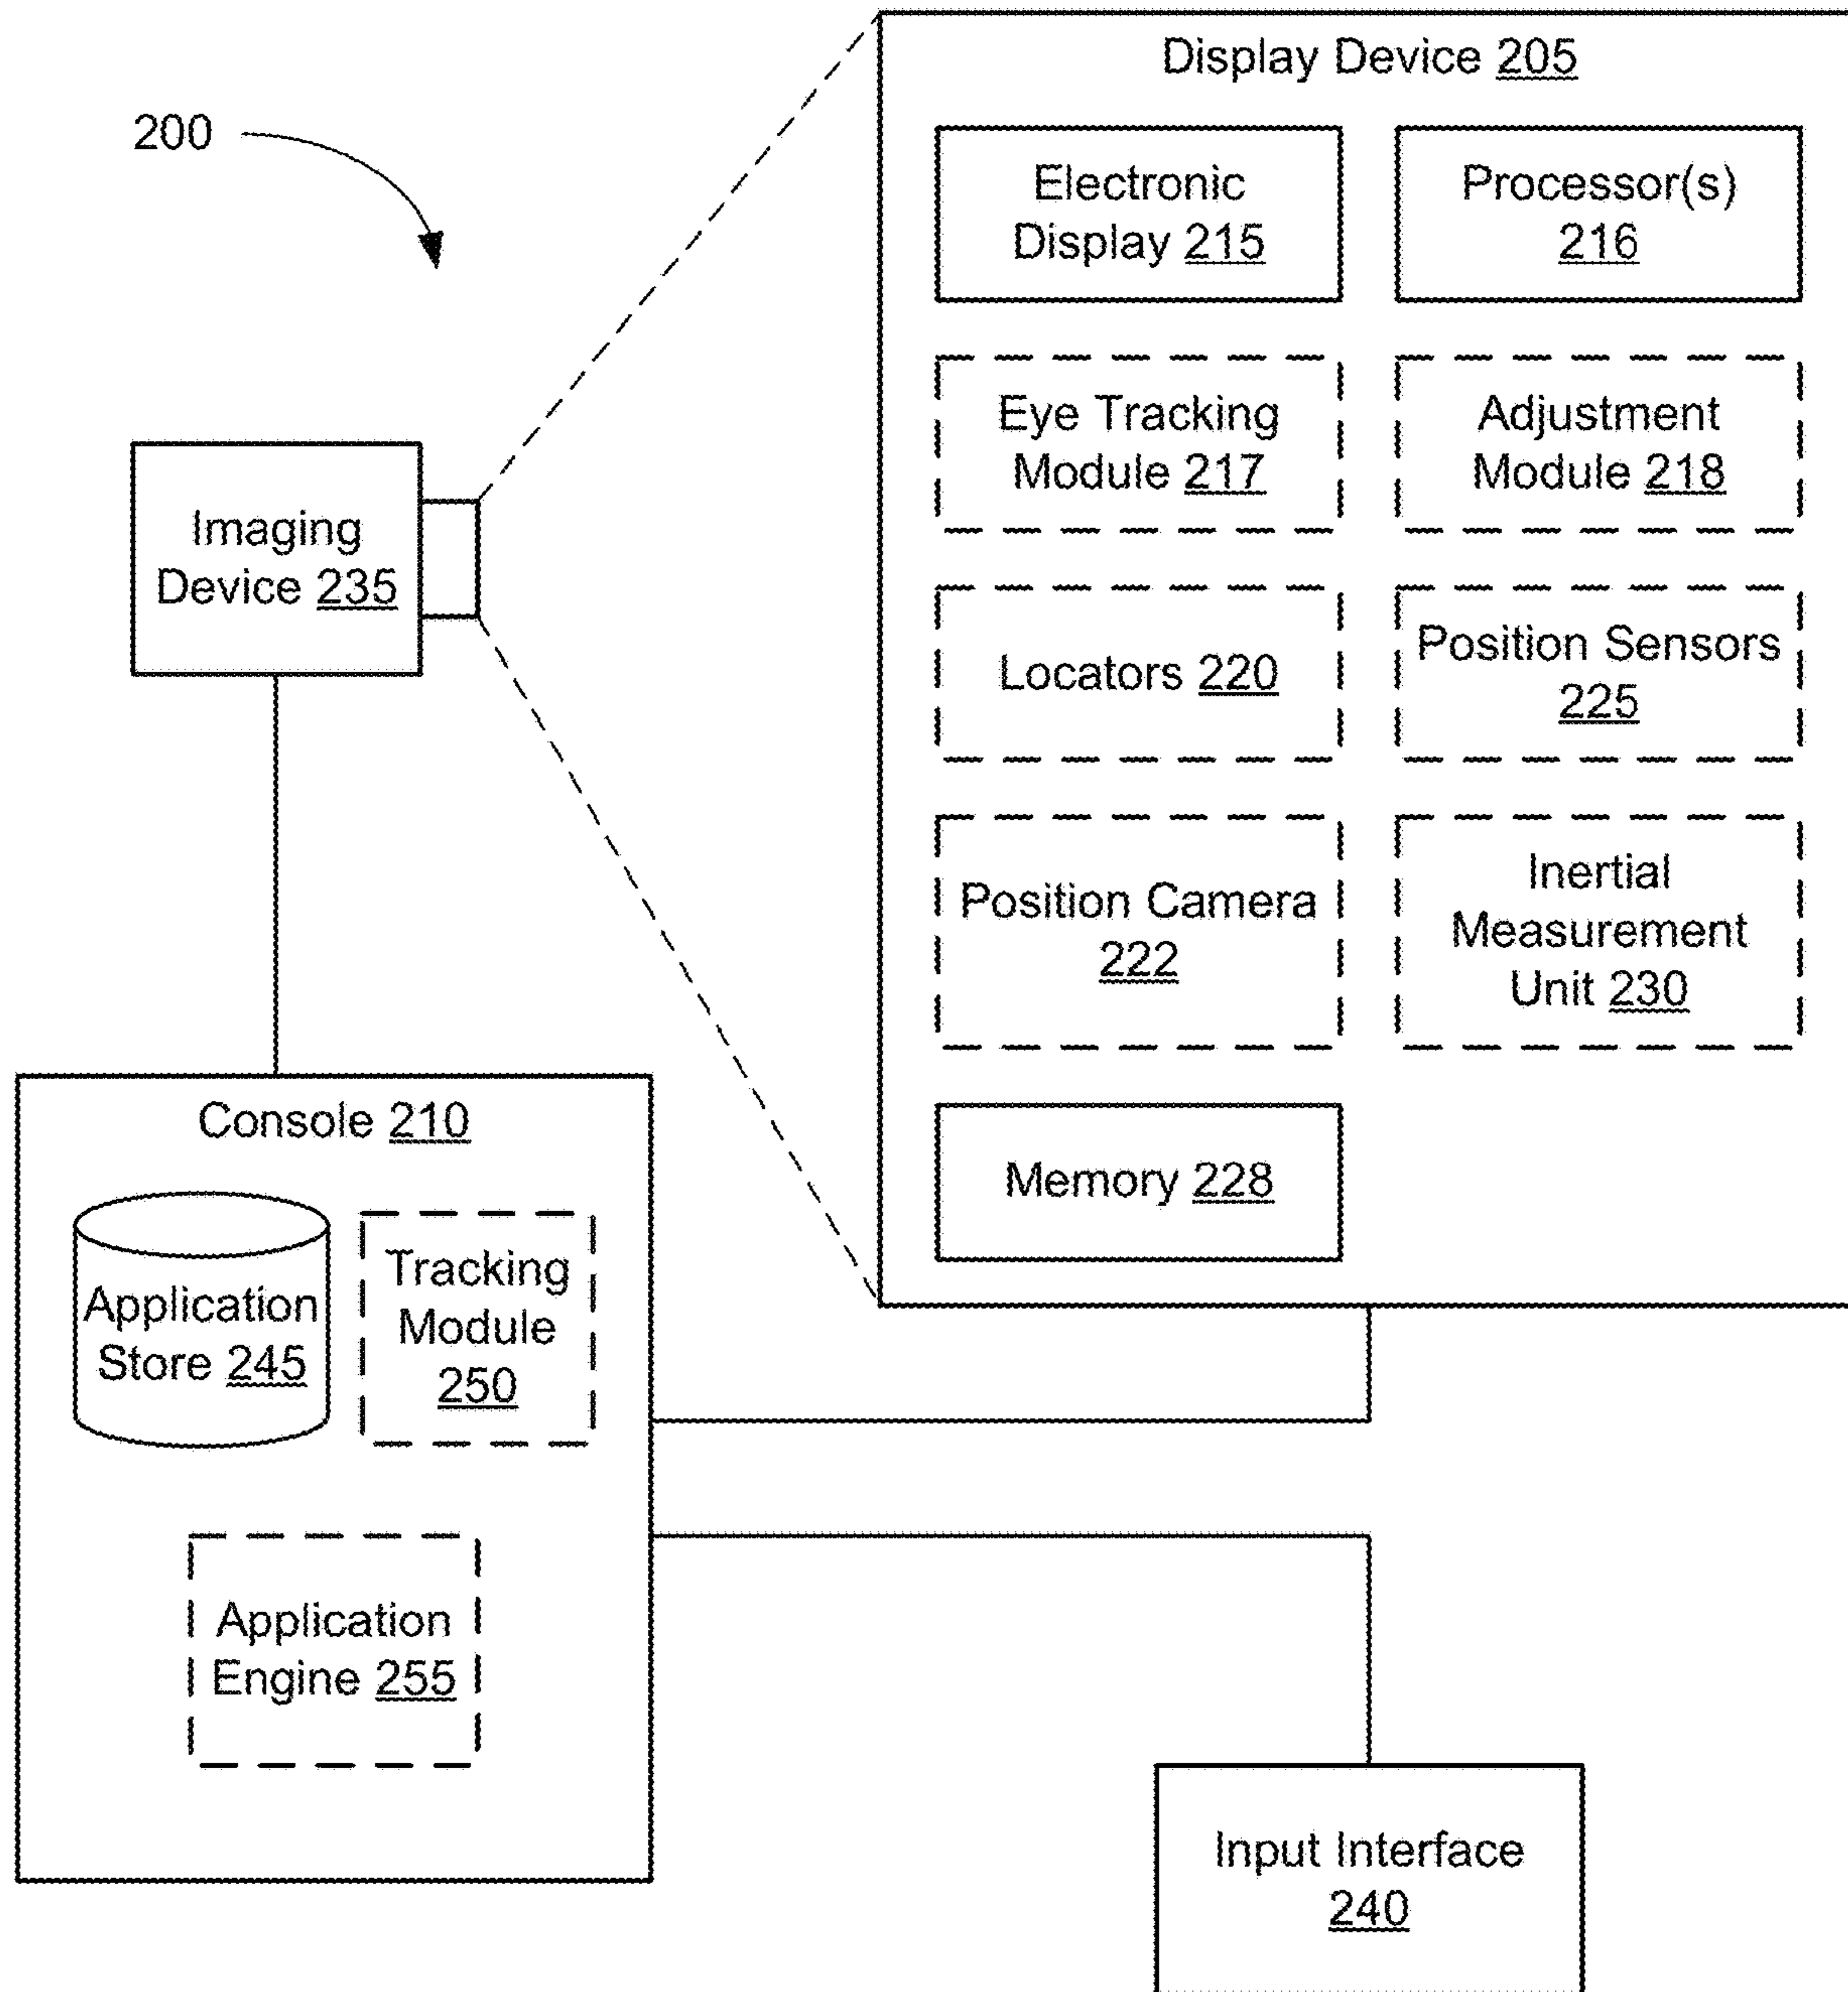 200
Display Device 205
Electronic
Display 215
Processor(s)
216
Eye Tracking
Module 217
Adjustment
Module 218
Imaging
Device 235
Locators 220
Position Sensors
225
Position Camera
222
Inertial
Measurement
Unit 230
Memory 228
Console 210
Application
Store 245
Tracking
Module
250
Application
Engine 255
Input Interface
240